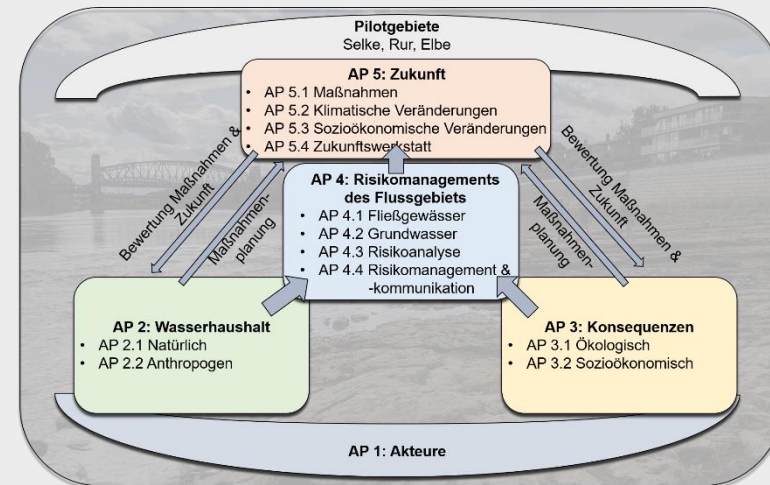 Pilotgebiete
Selke, Rur, Elbe
AP 5: Zukunft
• AP 5.1 Maßnahmen
• AP 5.2 Klimatische Veränderungen
• AP 5.3 Sozioökonomische Veränderungen
• AP 5.4 Zukunftswerkstatt
Bewertung Maßnahmen &
Zukunft
Maßnahmen-
planung
AP 4: Risikomanagements
des Flussgebiets
• AP 4.1 Fließgewässer
• AP 4.2 Grundwasser
• AP 4.3 Risikoanalyse
• AP 4.4 Risikomanagement &
-kommunikation
Bewertung Maßnahmen &
Zukunft
Maßnahmen-
planung
AP 2: Wasserhaushalt
• AP 2.1 Natürlich
• AP 2.2 Anthropogen
AP 3: Konsequenzen
• AP 3.1 Ökologisch
• AP 3.2 Sozioökonomisch
AP 1: Akteure